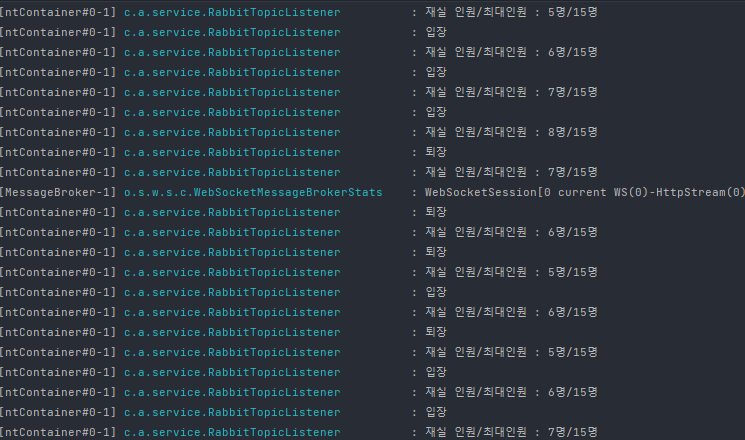 [ntContainer#0-1] c.a.service.RabbitTopicListener : 재실 인원/최대인원 : 5명/15명
[ntContainer#0-1] c.a.service.RabbitTopicListener : 입장
[ntContainer#0-1] c.a.service.RabbitTopicListener : 재실 인원/최대인원 : 6명/15명
[ntContainer#0-1] c.a.service.RabbitTopicListener : 입장
[ntContainer#0-1] c.a.service.RabbitTopicListener : 재실 인원/최대인원 : 7명/15명
[ntContainer#0-1] c.a.service.RabbitTopicListener : 입장
[ntContainer#0-1] c.a.service.RabbitTopicListener : 재실 인원/최대인원 : 8명/15명
[ntContainer#0-1] c.a.service.RabbitTopicListener : 퇴장
[ntContainer#0-1] c.a.service.RabbitTopicListener : 재실 인원/최대인원 : 7명/15명
[MessageBroker-1] o.s.w.s.c.WebSocketMessageBrokerStats : WebSocketSession[0 current WS(0)-HttpStream(0)
[ntContainer#0-1] c.a.service.RabbitTopicListener : 퇴장
[ntContainer#0-1] c.a.service.RabbitTopicListener : 재실 인원/최대인원 : 6명/15명
[ntContainer#0-1] c.a.service.RabbitTopicListener : 퇴장
[ntContainer#0-1] c.a.service.RabbitTopicListener : 재실 인원/최대인원 : 5명/15명
[ntContainer#0-1] c.a.service.RabbitTopicListener : 입장
[ntContainer#0-1] c.a.service.RabbitTopicListener : 재실 인원/최대인원 : 6명/15명
[ntContainer#0-1] c.a.service.RabbitTopicListener : 퇴장
[ntContainer#0-1] c.a.service.RabbitTopicListener : 재실 인원/최대인원 : 5명/15명
[ntContainer#0-1] c.a.service.RabbitTopicListener : 입장
[ntContainer#0-1] c.a.service.RabbitTopicListener : 재실 인원/최대인원 : 6명/15명
[ntContainer#0-1] c.a.service.RabbitTopicListener : 입장
[ntContainer#0-1] c.a.service.RabbitTopicListener : 재실 인원/최대인원 : 7명/15명